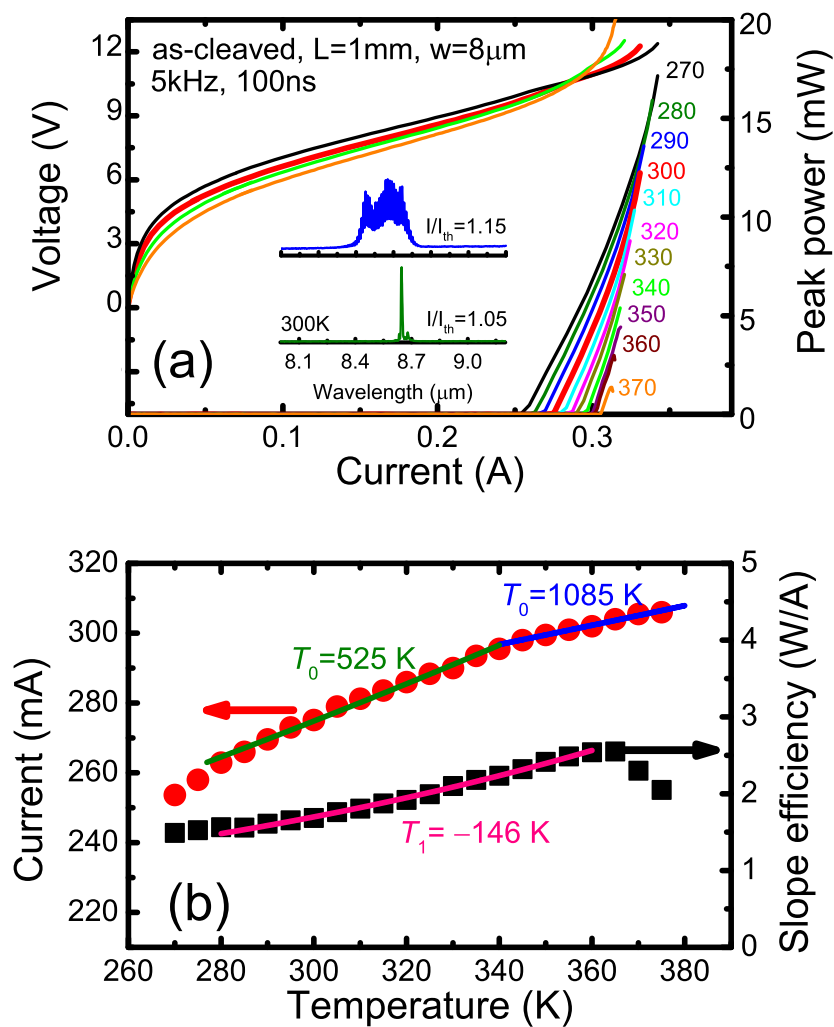 as-cleaved, L=1mm, w=8μm
5kHz, 100ns
12
9
6
3
0
Voltage (V)
20
15
10
5
0
Peak power (mW)
270
280
290
300
310
320
330
340
350
360
370
I/Ith=1.15
300K
I/Ith=1.05
8.1 8.4 8.7 9.0
Wavelength (μm)
(a)
0.0 0.1 0.2 0.3
Current (A)
320
300
280
260
240
220
Current (mA)
5
4
3
2
1
0
Slope efficiency (W/A)
T0=1085 K
T0=525 K
T1= −146 K
(b)
260 280 300 320 340 360 380
Temperature (K)